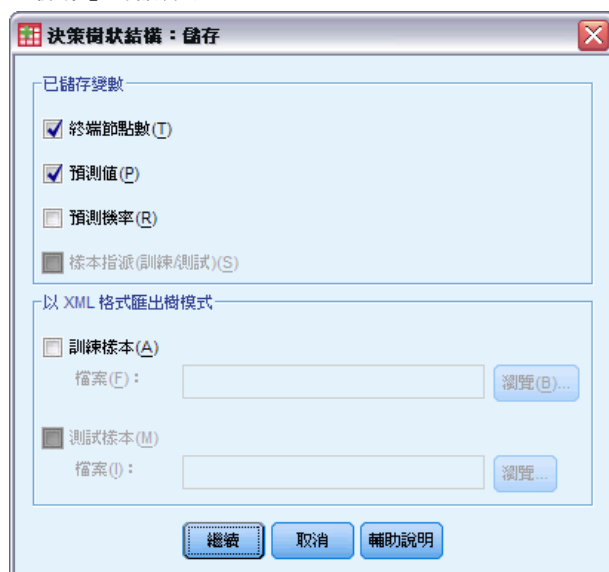 決策樹狀結構：儲存
已儲存變數
終端節點數(T)
預測值(P)
預測機率(R)
樣本指派(訓練/測試)(S)
以 XML 格式匯出樹模式
訓練樣本(A)
檔案(F)：
瀏覽(B)...
測試樣本(M)
檔案(I)：
瀏覽...
繼續 取消 輔助說明